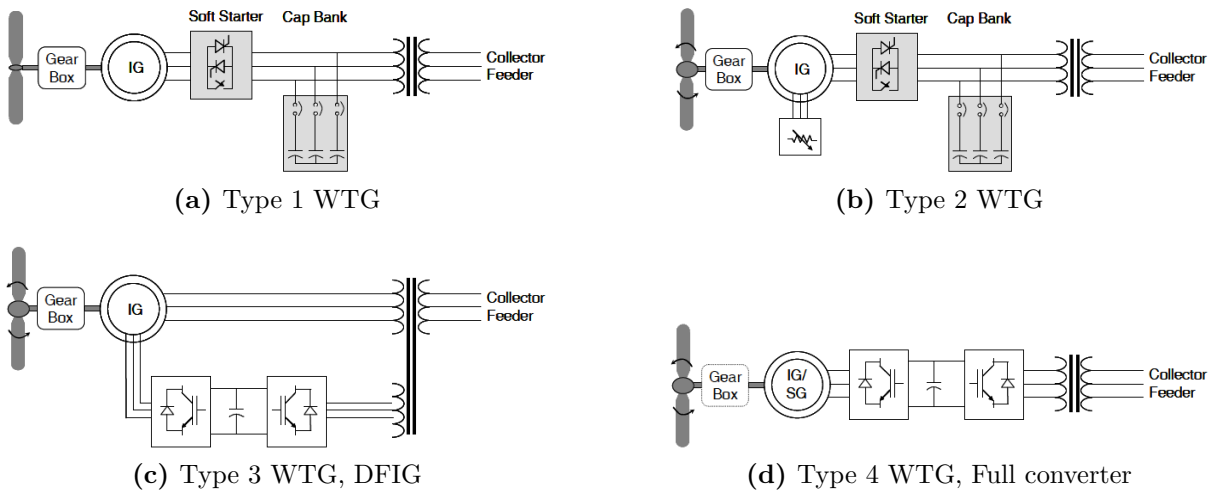 Soft Starter Cap Bank
Gear
Box
IG
Collector
Feeder
(a) Type 1 WTG
Soft Starter Cap Bank
Gear
Box
IG
Collector
Feeder
(b) Type 2 WTG
Gear
Box
IG
Collector
Feeder
(c) Type 3 WTG, DFIG
Gear
Box
IG/
SG
Collector
Feeder
(d) Type 4 WTG, Full converter